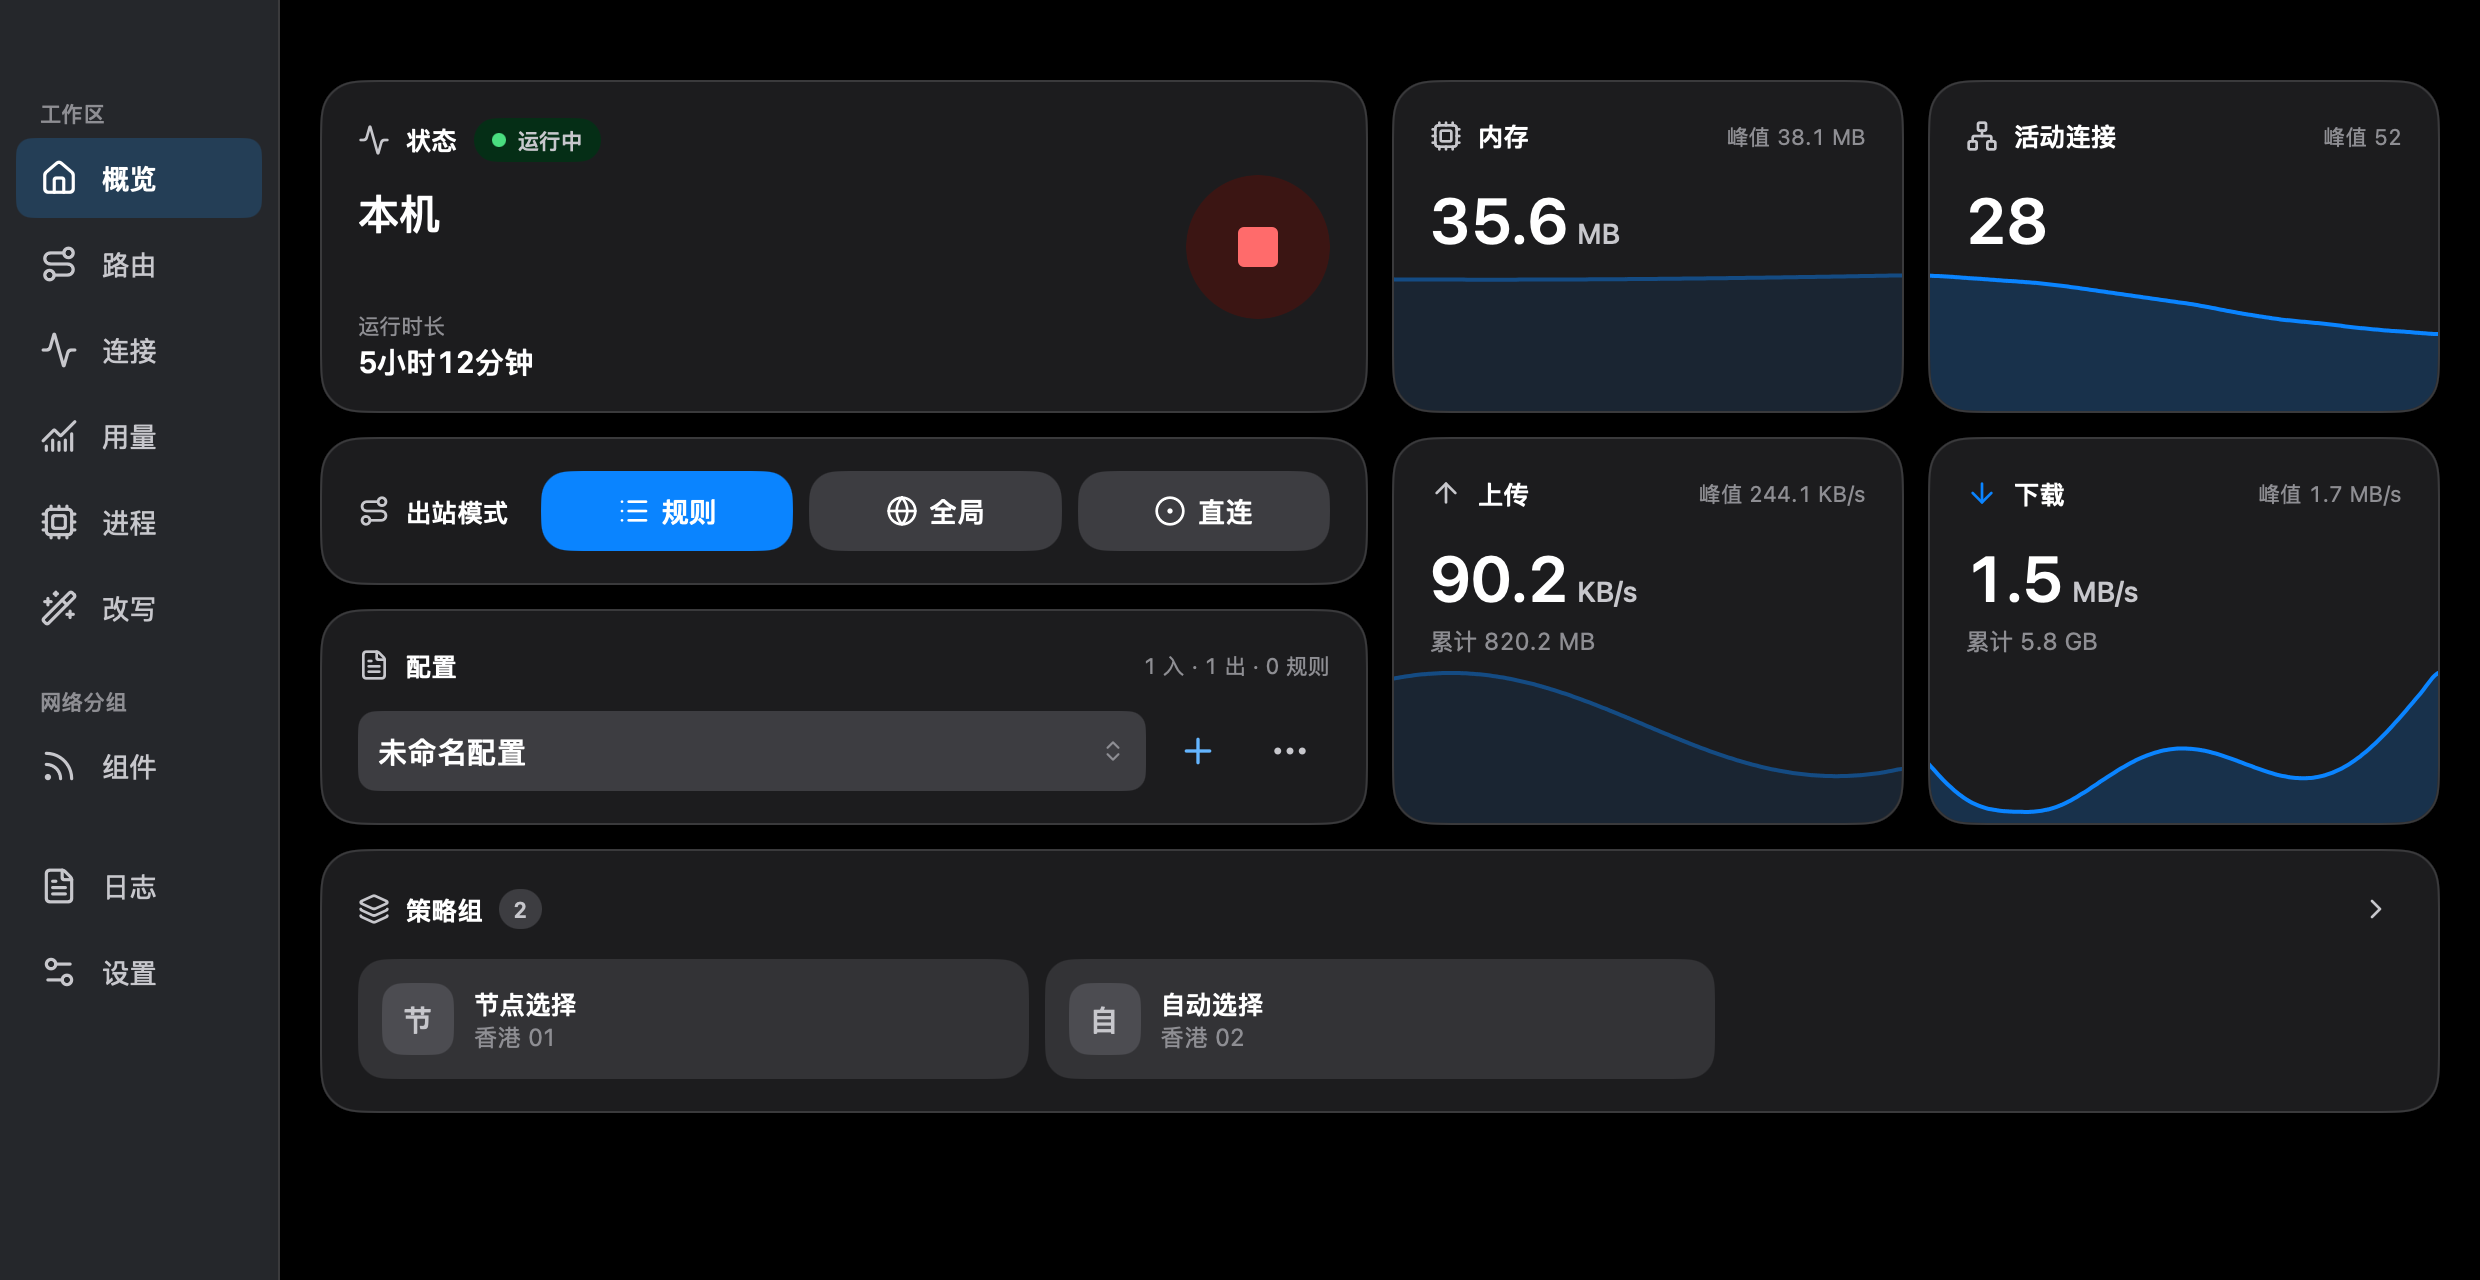 工作区
概览
路由
连接
用量
进程
改写
网络分组
组件
日志
设置
状态 运行中
本机
运行时长
5小时12分钟
内存 峰值 38.1 MB
35.6 MB
活动连接 峰值 52
28
出站模式 规则 全局 直连
上传 峰值 244.1 KB/s
90.2 KB/s
累计 820.2 MB
下载 峰值 1.7 MB/s
1.5 MB/s
累计 5.8 GB
配置 1 入 · 1 出 · 0 规则
未命名配置
策略组 2
节 节点选择
香港 01
自 自动选择
香港 02